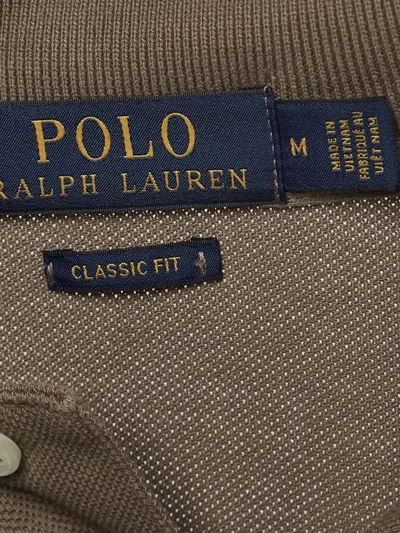 POLO
RALPH LAUREN
M
MADE IN
VIETNAM
FABRIQUÉ AU
VIÊT NAM
CLASSIC FIT